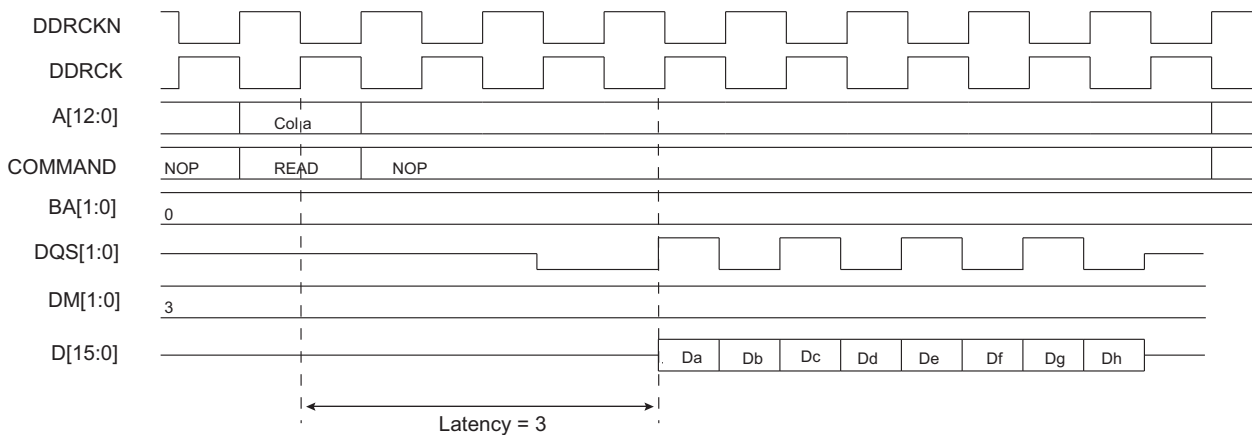 DDRCKN
DDRCK
A[12:0]
Col a
COMMAND
NOP READ NOP
BA[1:0]
0
DQS[1:0]
DM[1:0]
3
D[15:0]
Da Db Dc Dd De Df Dg Dh
Latency = 3